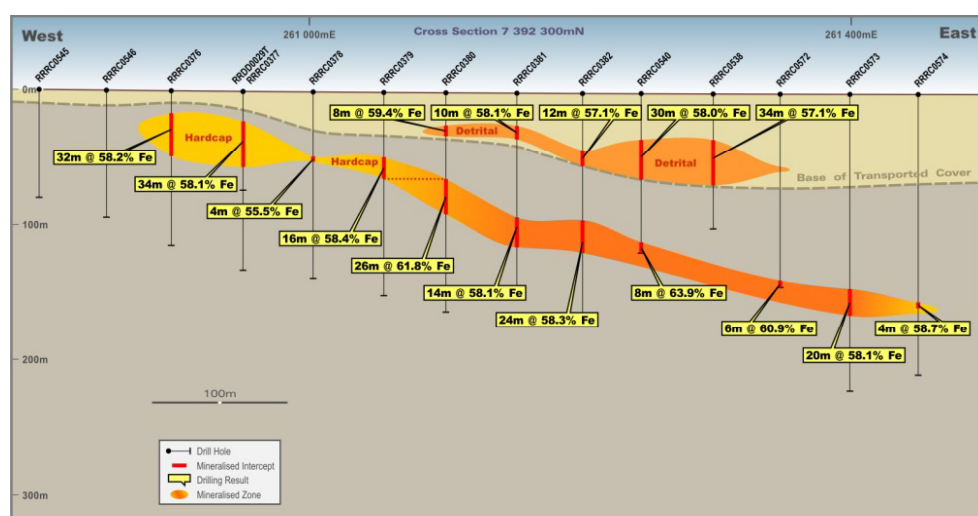 West
261 000mE
Cross Section 7 392 300mN
261 400mE
East
RRRC0545
RRRC0546
RRRC0376
RRDD0029T
RRRC0377
RRRC0378
RRRC0379
RRRC0380
RRRC0381
RRRC0382
RRRC0540
RRRC0538
RRRC0572
RRRC0573
RRRC0574
0m
8m @ 59.4% Fe
10m @ 58.1% Fe
12m @ 57.1% Fe
30m @ 58.0% Fe
34m @ 57.1% Fe
Detrital
Hardcap
Hardcap
Detrital
32m @ 58.2% Fe
Base of Transported Cover
34m @ 58.1% Fe
4m @ 55.5% Fe
100m
16m @ 58.4% Fe
26m @ 61.8% Fe
14m @ 58.1% Fe
8m @ 63.9% Fe
24m @ 58.3% Fe
6m @ 60.9% Fe
4m @ 58.7% Fe
20m @ 58.1% Fe
200m
100m
Drill Hole
Mineralised Intercept
Drilling Result
Mineralised Zone
300m